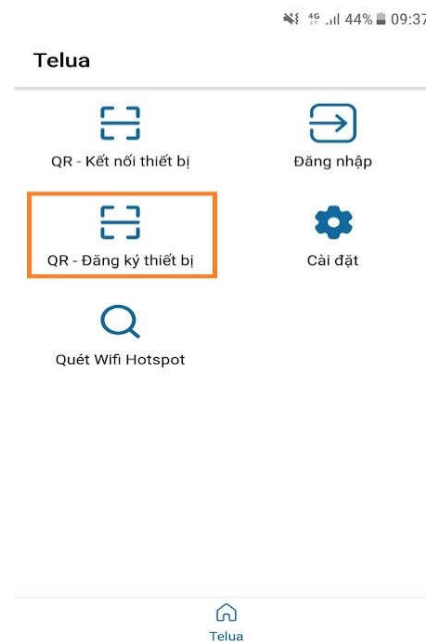 4G 44% 09:37
Telua
QR - Kết nối thiết bị
Đăng nhập
QR - Đăng ký thiết bị
Cài đặt
Quét Wifi Hotspot
Telua